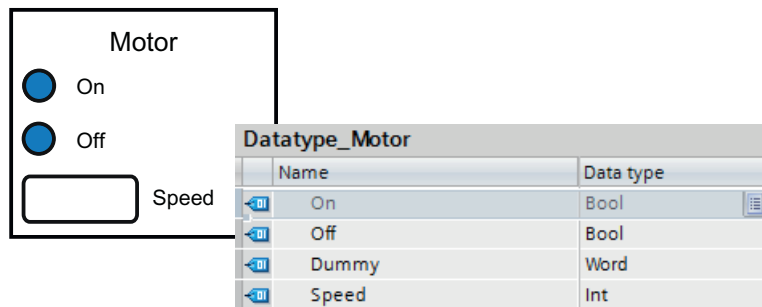 Motor
On
Off
Speed
Datatype_Motor
Name Data type
On Bool
Off Bool
Dummy Word
Speed Int